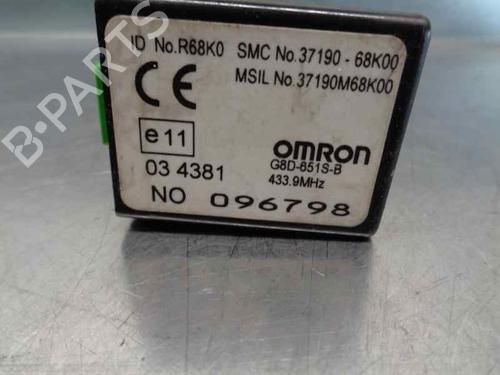 ID No.R68K0 SMC No.37190-68K00
MSIL No.37190M68K00
CE
e11
OMRON
G8D-651S-B
433.9MHz
03 4381
NO 096798
B-PARTS